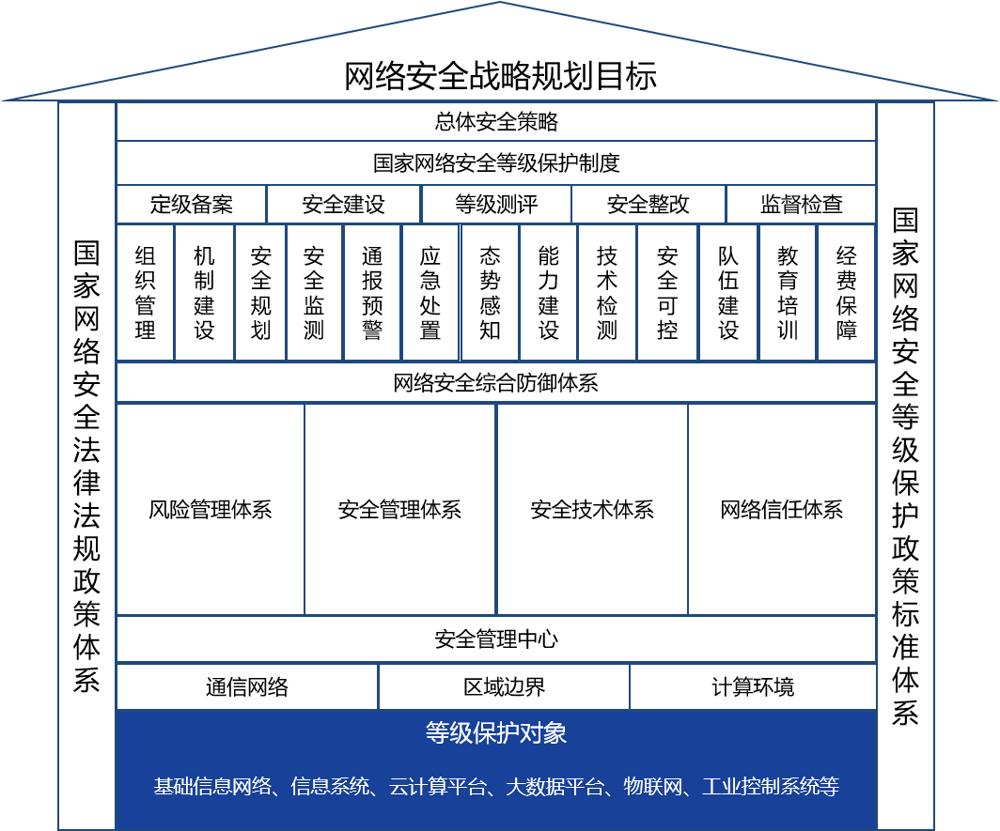 网络安全战略规划目标
总体安全策略
国家网络安全等级保护制度
定级备案
安全建设
等级测评
安全整改
监督检查
组织管理
机制建设
安全规划
安全监测
通报预警
应急处置
态势感知
能力建设
技术检测
安全可控
队伍建设
教育培训
经费保障
国家网络安全法律法规政策体系
国家网络安全等级保护政策标准体系
网络安全综合防御体系
风险管理体系
安全管理体系
安全技术体系
网络信任体系
安全管理中心
通信网络
区域边界
计算环境
等级保护对象
基础信息网络、信息系统、云计算平台、大数据平台、物联网、工业控制系统等